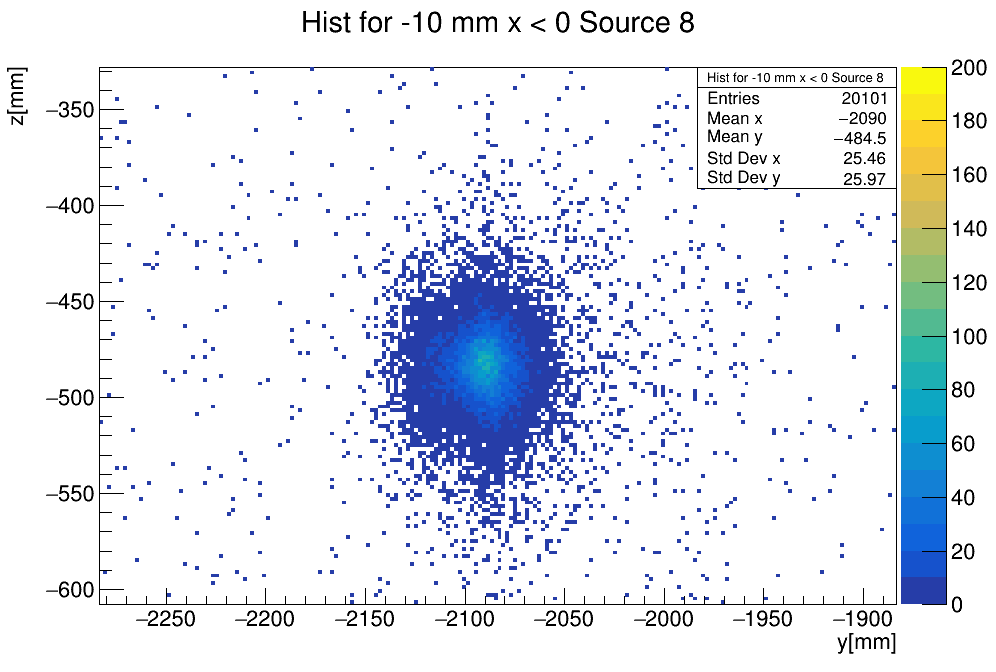 Hist for -10 mm x < 0 Source 8
z[mm]
Hist for -10 mm x < 0 Source 8
Entries 20101
Mean x −2090
Mean y −484.5
Std Dev x 25.46
Std Dev y 25.97
−350
−400
−450
−500
−550
−600
−2250 −2200 −2150 −2100 −2050 −2000 −1950 −1900
y[mm]
200
180
160
140
120
100
80
60
40
20
0